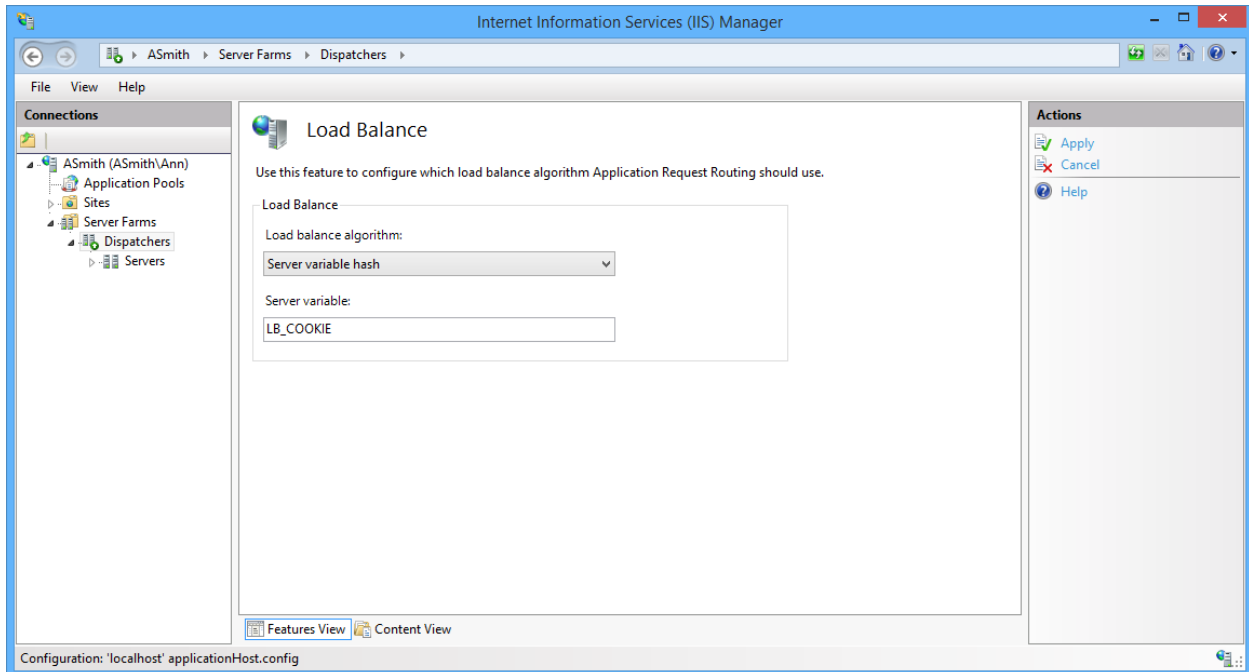 Internet Information Services (IIS) Manager
ASmith Server Farms Dispatchers
File View Help
Connections
ASmith (ASmith\Ann)
Application Pools
Sites
Server Farms
Dispatchers
Servers
Load Balance
Use this feature to configure which load balance algorithm Application Request Routing should use.
Load Balance
Load balance algorithm:
Server variable hash
Server variable:
LB_COOKIE
Features View Content View
Actions
Apply
Cancel
Help
Configuration: 'localhost' applicationHost.config